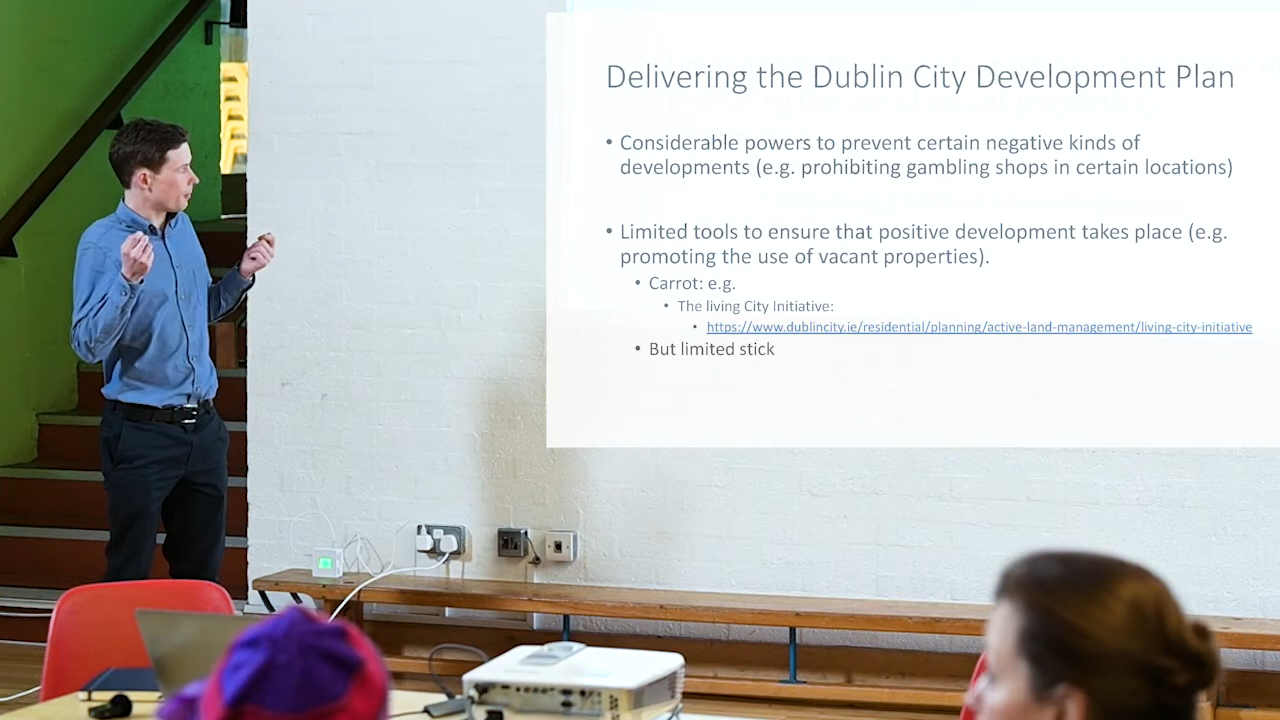 Delivering the Dublin City Development Plan
• Considerable powers to prevent certain negative kinds of
developments (e.g. prohibiting gambling shops in certain locations)
• Limited tools to ensure that positive development takes place (e.g.
promoting the use of vacant properties).
• Carrot: e.g.
• The living City Initiative:
• https://www.dublincity.ie/residential/planning/active-land-management/living-city-initiative
• But limited stick